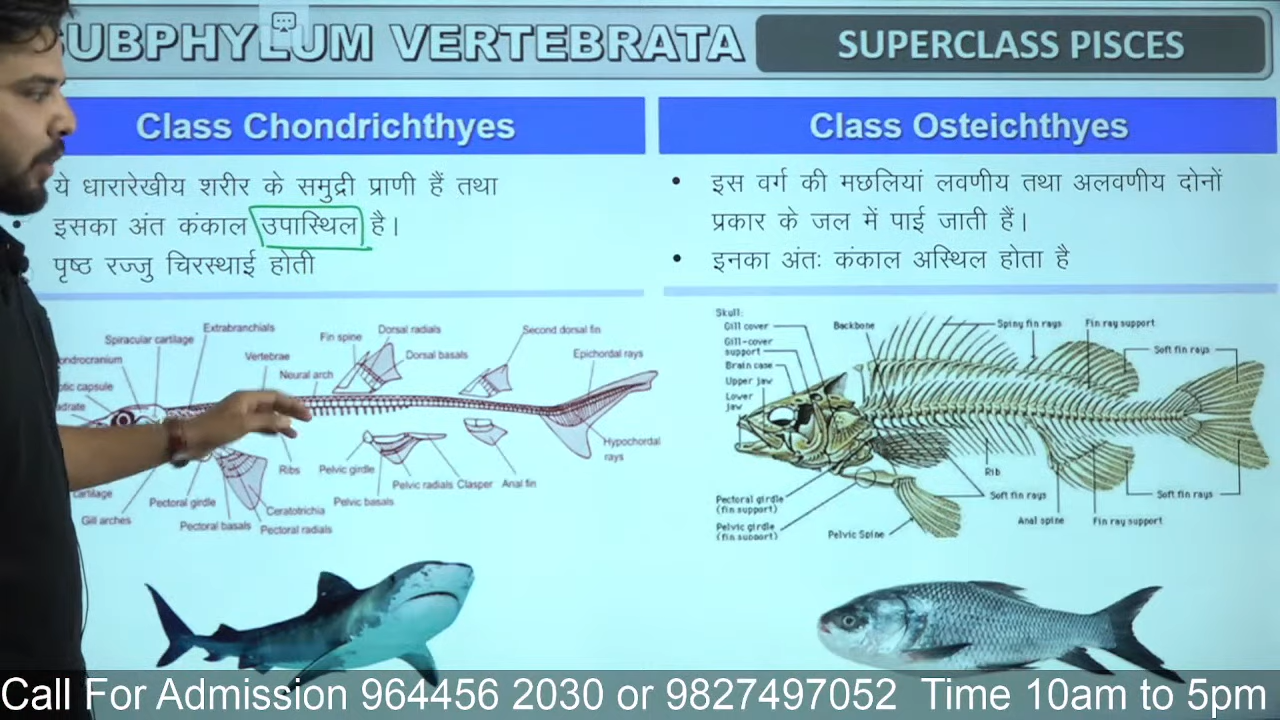 UBPHYLUM VERTEBRATA
SUPERCLASS PISCES
Class Chondrichthyes
Class Osteichthyes
ये धारारेखीय शरीर के समुद्री प्राणी हैं तथा
• इसका अंत कंकाल उपास्थिल है।
पृष्ठ रज्जु चिरस्थाई होती
• इस वर्ग की मछलियां लवणीय तथा अलवणीय दोनों
प्रकार के जल में पाई जाती हैं।
• इनका अंतः कंकाल अस्थिल होता है
Extrabranchials
Spiracular cartilage
ondrocranium
otic capsule
adrate
Vertebrae
Neural arch
Fin spine
Dorsal radials
Dorsal basals
Second dorsal fin
Epichordal rays
Hypochordal
rays
cartilage
Gill arches
Pectoral girdle
Pectoral basals
Pectoral radials
Ceratotrichia
Ribs
Pelvic girdle
Pelvic basals
Pelvic radials
Clasper
Anal fin
Skull:
Gill cover
Gill-cover
support
Brain case
Upper jaw
Lower
jaw
Backbone
Spiny fin rays
Fin ray support
Soft fin rays
Rib
Soft fin rays
Soft fin rays
Pectoral girdle
(fin support)
Pelvic girdle
(fin support)
Pelvic Spine
Anal spine
Fin ray support
Call For Admission 964456 2030 or 9827497052 Time 10am to 5pm